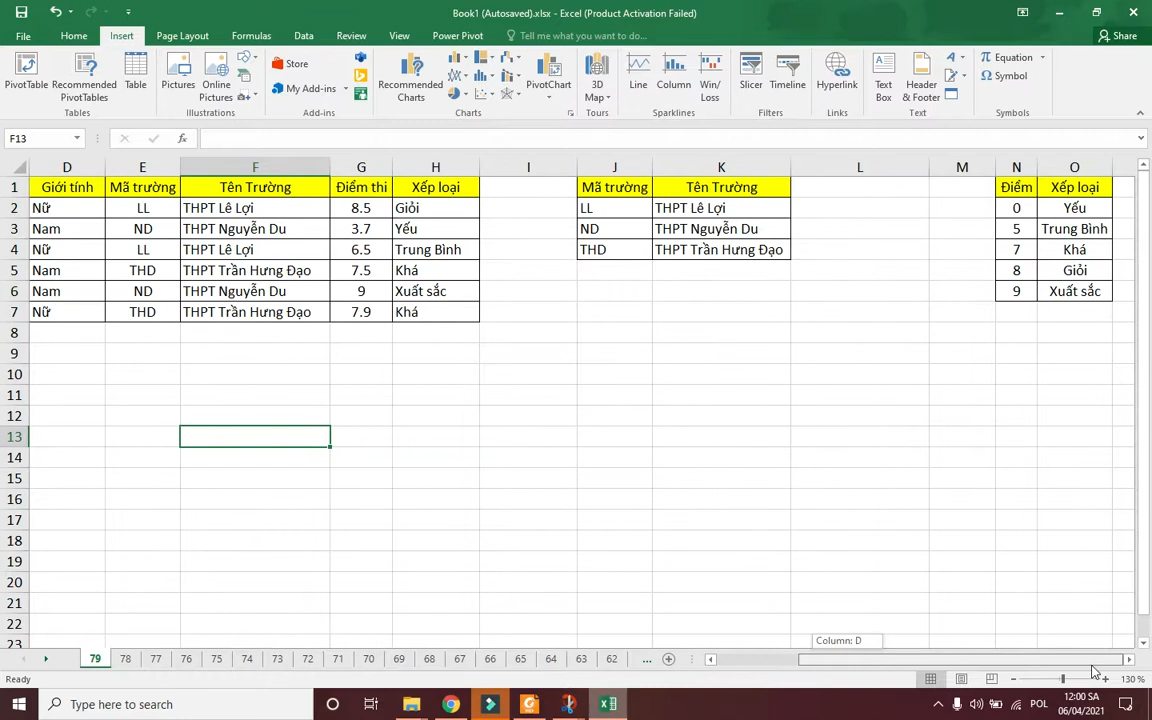 Book1 (Autosaved).xlsx - Excel (Product Activation Failed)
File Home Insert Page Layout Formulas Data Review View Power Pivot Tell me what you want to do... Share
PivotTable Recommended PivotTables Table Pictures Online Pictures Store My Add-ins Recommended Charts PivotChart 3D Map Line Column Win/Loss Slicer Timeline Hyperlink Text Box Header & Footer Equation Symbol
Tables Illustrations Add-ins Charts Tours Sparklines Filters Links Text Symbols
F13 fx
D E F G H I J K L M N O
1 Giới tính Mã trường Tên Trường Điểm thi Xếp loại Mã trường Tên Trường Điểm Xếp loại
2 Nữ LL THPT Lê Lợi 8.5 Giỏi LL THPT Lê Lợi 0 Yếu
3 Nam ND THPT Nguyễn Du 3.7 Yếu ND THPT Nguyễn Du 5 Trung Bình
4 Nữ LL THPT Lê Lợi 6.5 Trung Bình THD THPT Trần Hưng Đạo 7 Khá
5 Nam THD THPT Trần Hưng Đạo 7.5 Khá 8 Giỏi
6 Nam ND THPT Nguyễn Du 9 Xuất sắc 9 Xuất sắc
7 Nữ THD THPT Trần Hưng Đạo 7.9 Khá
8
9
10
11
12
13
14
15
16
17
18
19
20
21
22
23
Column: D
79 78 77 76 75 74 73 72 71 70 69 68 67 66 65 64 63 62 ...
Ready 130 %
Type here to search POL 12:00 SA
06/04/2021